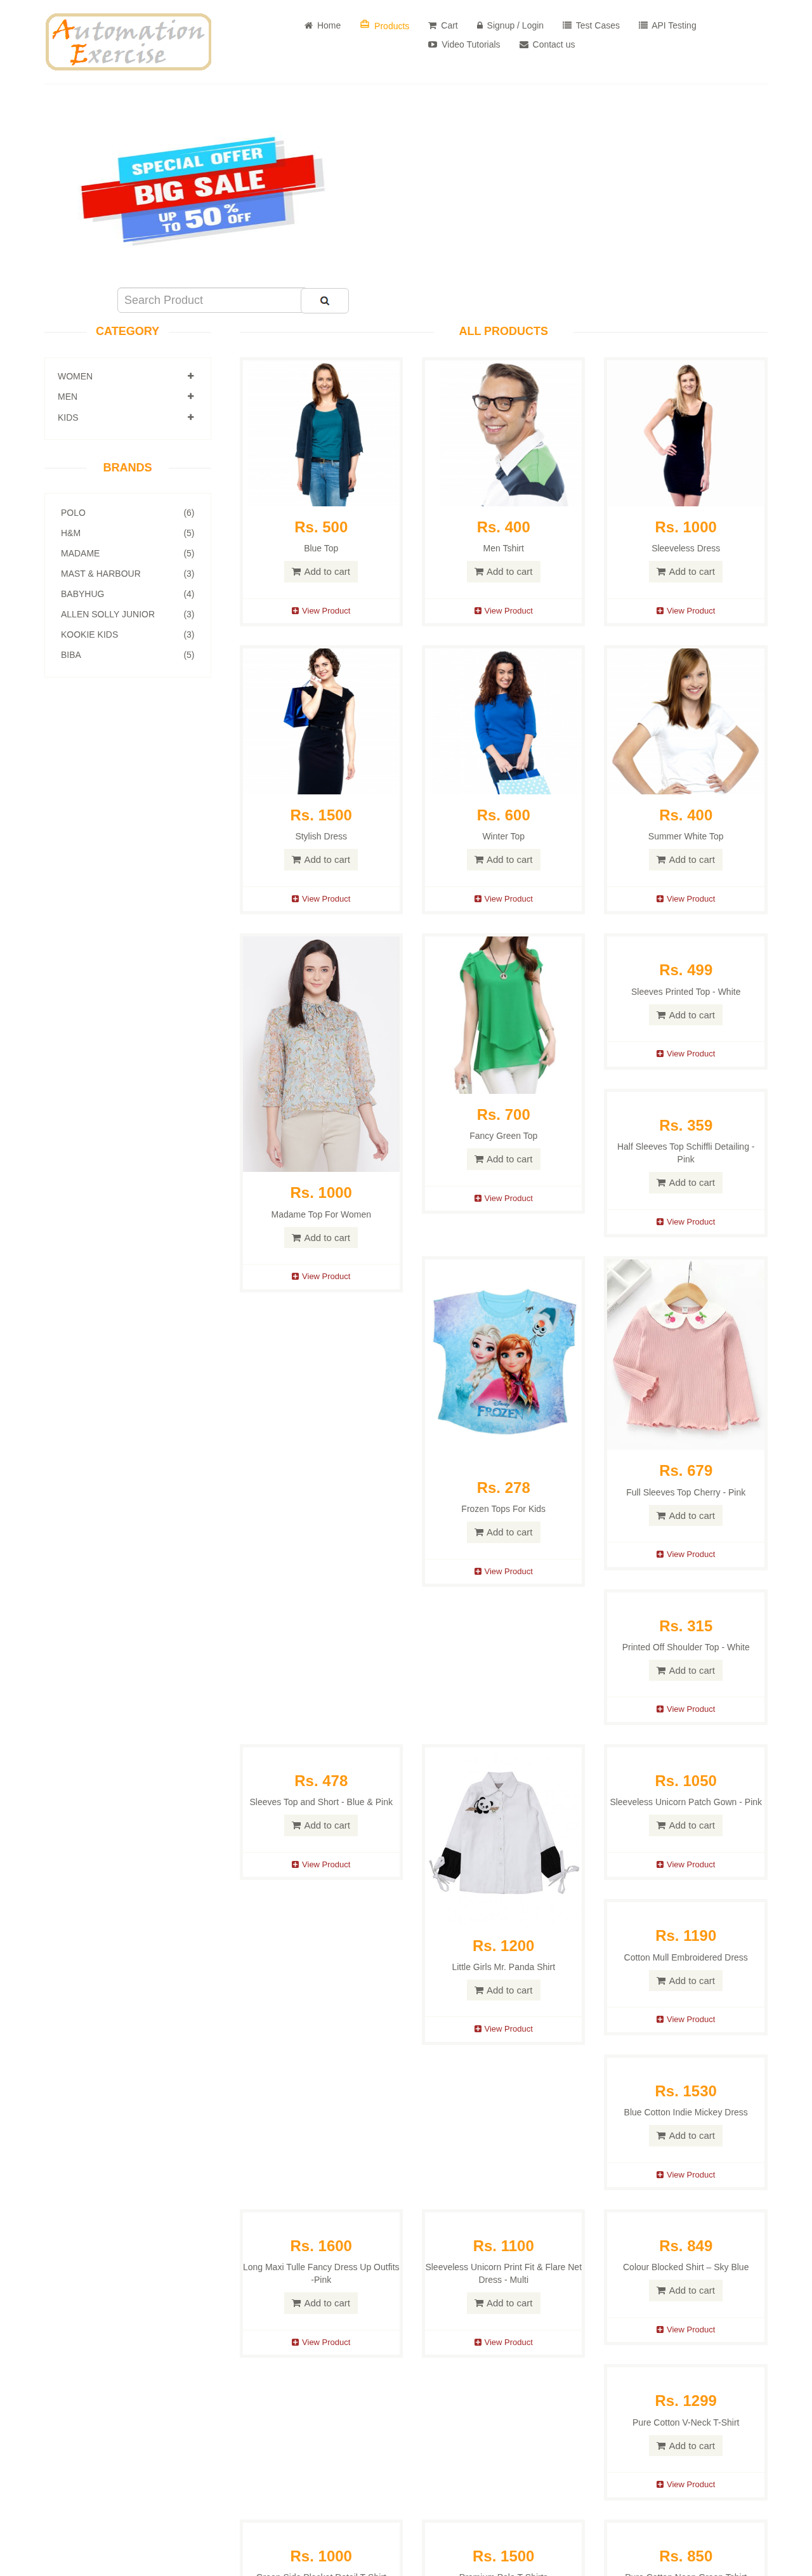 Automation
Exercise
Home
Products
Cart
Signup / Login
Test Cases
API Testing
Video Tutorials
Contact us
SPECIAL OFFER
BIG SALE
UP TO 50% OFF
Search Product
CATEGORY
WOMEN
MEN
KIDS
BRANDS
POLO (6)
H&M (5)
MADAME (5)
MAST & HARBOUR (3)
BABYHUG (4)
ALLEN SOLLY JUNIOR (3)
KOOKIE KIDS (3)
BIBA (5)
ALL PRODUCTS
Rs. 500
Blue Top
Add to cart
View Product
Rs. 400
Men Tshirt
Add to cart
View Product
Rs. 1000
Sleeveless Dress
Add to cart
View Product
Rs. 1500
Stylish Dress
Add to cart
View Product
Rs. 600
Winter Top
Add to cart
View Product
Rs. 400
Summer White Top
Add to cart
View Product
Rs. 1000
Madame Top For Women
Add to cart
View Product
Rs. 700
Fancy Green Top
Add to cart
View Product
Rs. 499
Sleeves Printed Top - White
Add to cart
View Product
Rs. 359
Half Sleeves Top Schiffli Detailing -
Pink
Add to cart
View Product
Disney
FROZEN
Rs. 278
Frozen Tops For Kids
Add to cart
View Product
Rs. 679
Full Sleeves Top Cherry - Pink
Add to cart
View Product
Rs. 315
Printed Off Shoulder Top - White
Add to cart
View Product
Rs. 478
Sleeves Top and Short - Blue & Pink
Add to cart
View Product
Rs. 1200
Little Girls Mr. Panda Shirt
Add to cart
View Product
Rs. 1050
Sleeveless Unicorn Patch Gown - Pink
Add to cart
View Product
Rs. 1190
Cotton Mull Embroidered Dress
Add to cart
View Product
Rs. 1530
Blue Cotton Indie Mickey Dress
Add to cart
View Product
Rs. 1600
Long Maxi Tulle Fancy Dress Up Outfits
-Pink
Add to cart
View Product
Rs. 1100
Sleeveless Unicorn Print Fit & Flare Net
Dress - Multi
Add to cart
View Product
Rs. 849
Colour Blocked Shirt – Sky Blue
Add to cart
View Product
Rs. 1299
Pure Cotton V-Neck T-Shirt
Add to cart
View Product
Rs. 1000
Rs. 1500
Rs. 850